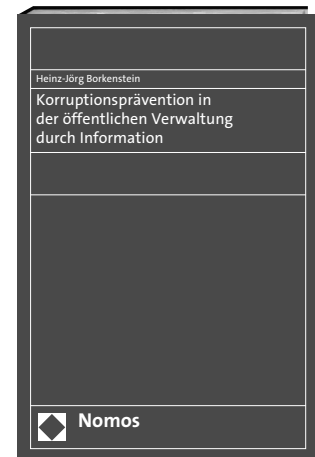 Heinz-Jörg Borkenstein
Korruptionsprävention in
der öffentlichen Verwaltung
durch Information
Nomos